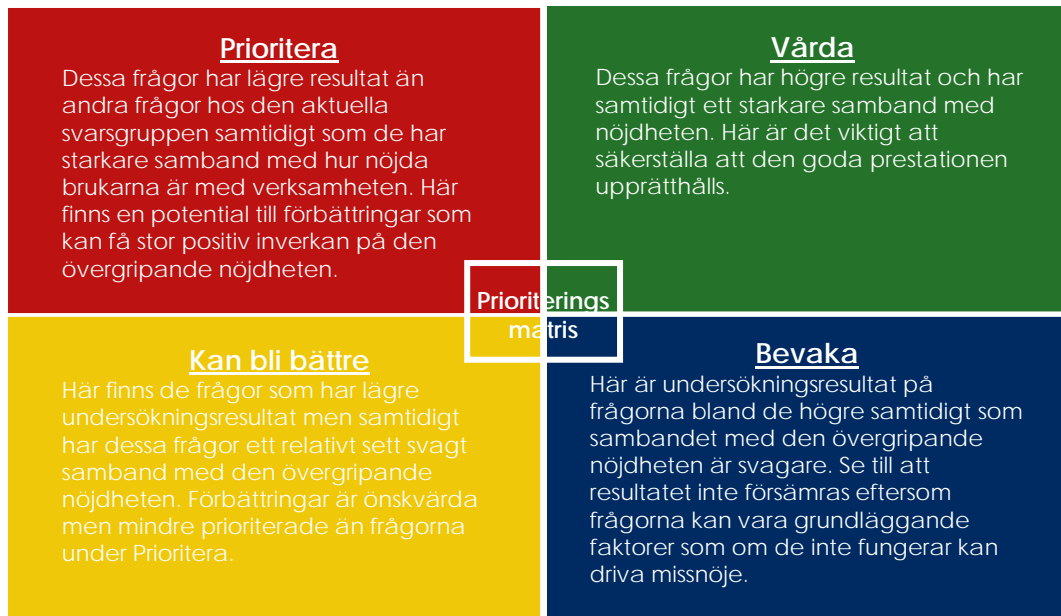 Prioritera
Dessa frågor har lägre resultat än
andra frågor hos den aktuella
svarsgruppen samtidigt som de har
starkare samband med hur nöjda
brukarna är med verksamheten. Här
finns en potential till förbättringar som
kan få stor positiv inverkan på den
övergripande nöjdheten.
Vårda
Dessa frågor har högre resultat och har
samtidigt ett starkare samband med
nöjdheten. Här är det viktigt att
säkerställa att den goda prestationen
upprätthålls.
Prioriterings
matris
Kan bli bättre
Här finns de frågor som har lägre
undersökningsresultat men samtidigt
har dessa frågor ett relativt sett svagt
samband med den övergripande
nöjdheten. Förbättringar är önskvärda
men mindre prioriterade än frågorna
under Prioritera.
Bevaka
Här är undersökningsresultat på
frågorna bland de högre samtidigt som
sambandet med den övergripande
nöjdheten är svagare. Se till att
resultatet inte försämras eftersom
frågorna kan vara grundläggande
faktorer som om de inte fungerar kan
driva missnöje.